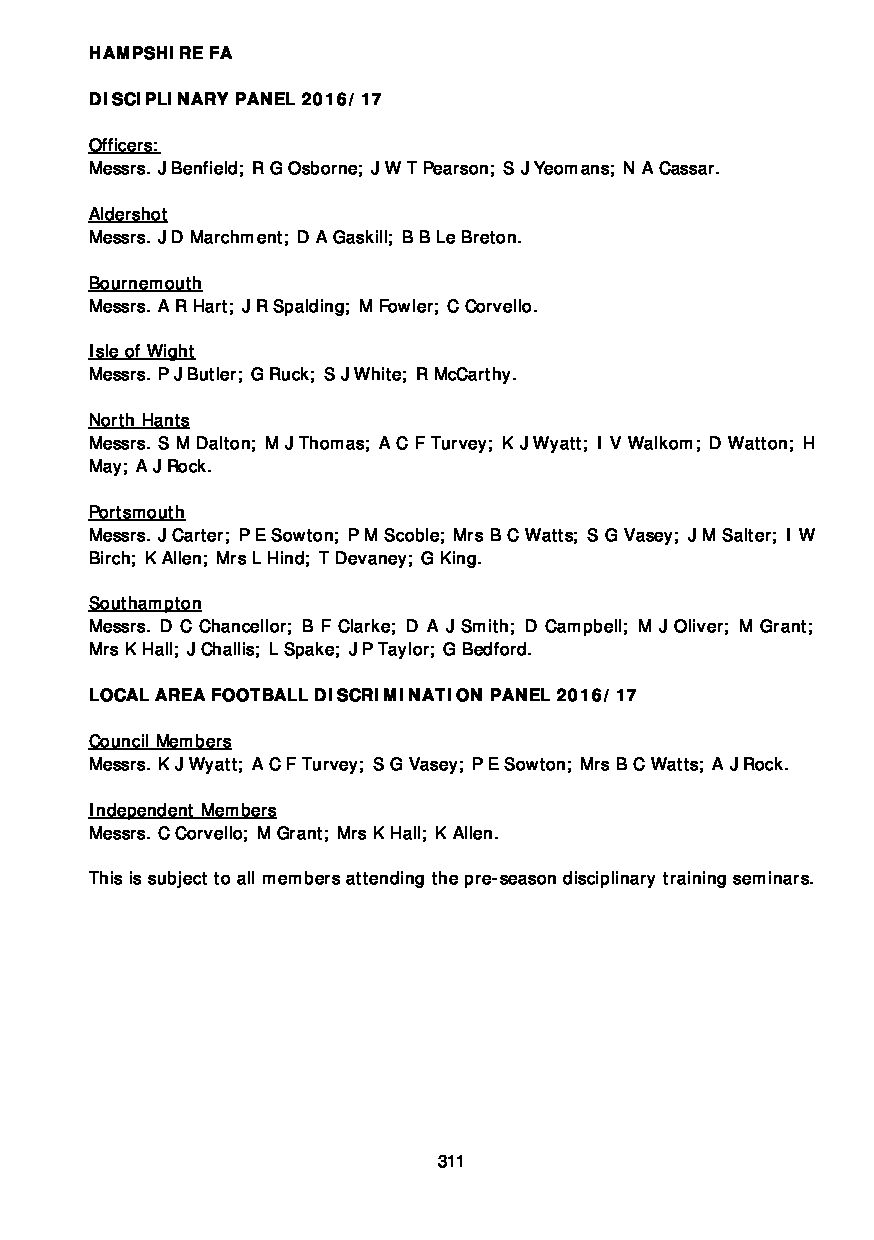 HAMPSHIRE FA
DISCIPLINARY PANEL 2016/17
Officers:
Messrs. J Benfield; R G Osborne; J W T Pearson; S J Yeomans; N A Cassar.
Aldershot
Messrs. J D Marchment; D A Gaskill; B B Le Breton.
Bournemouth
Messrs. A R Hart; J R Spalding; M Fowler; C Corvello.
Isle of Wight
Messrs. P J Butler; G Ruck; S J White; R McCarthy.
North Hants
Messrs. S M Dalton; M J Thomas; A C F Turvey; K J Wyatt; I V Walkom; D Watton; H
May; A J Rock.
Portsmouth
Messrs. J Carter; P E Sowton; P M Scoble; Mrs B C Watts; S G Vasey; J M Salter; I W
Birch; K Allen; Mrs L Hind; T Devaney; G King.
Southampton
Messrs. D C Chancellor; B F Clarke; D A J Smith; D Campbell; M J Oliver; M Grant;
Mrs K Hall; J Challis; L Spake; J P Taylor; G Bedford.
LOCAL AREA FOOTBALL DISCRIMINATION PANEL 2016/17
Council Members
Messrs. K J Wyatt; A C F Turvey; S G Vasey; P E Sowton; Mrs B C Watts; A J Rock.
Independent Members
Messrs. C Corvello; M Grant; Mrs K Hall; K Allen.
This is subject to all members attending the pre-season disciplinary training seminars.
311